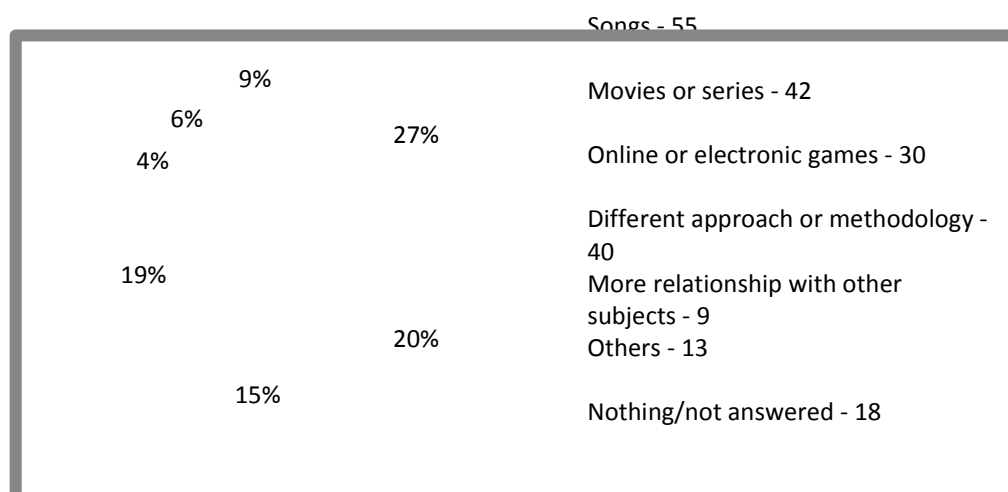 Songs - 55
9%
Movies or series - 42
6%
27%
4%
Online or electronic games - 30
Different approach or methodology -
40
19%
More relationship with other
subjects - 9
20%
Others - 13
15%
Nothing/not answered - 18